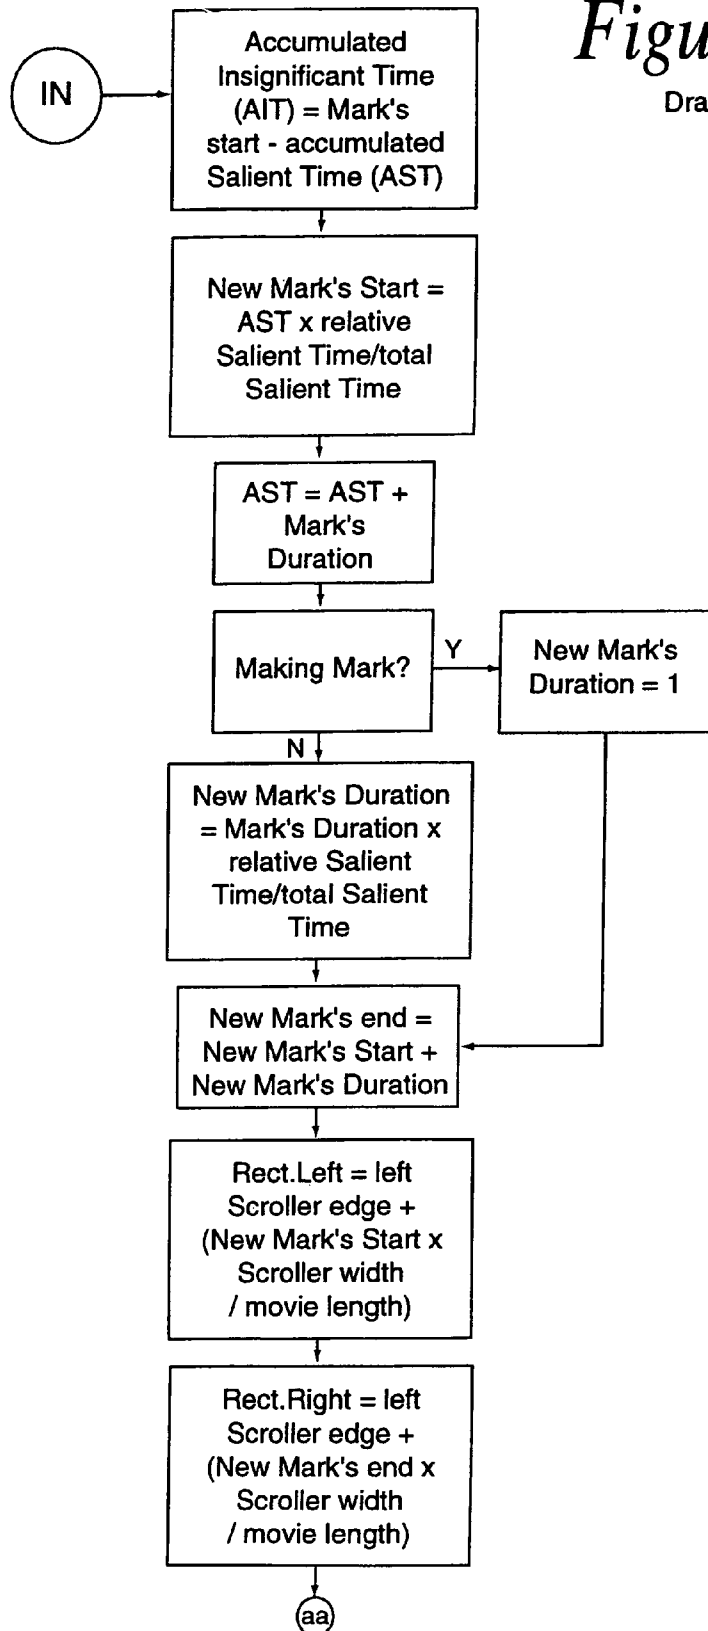 Figu
Dra
IN
Accumulated
Insignificant Time
(AIT) = Mark's
start - accumulated
Salient Time (AST)
New Mark's Start =
AST x relative
Salient Time/total
Salient Time
AST = AST +
Mark's
Duration
Making Mark?
Y
New Mark's
Duration = 1
N
New Mark's Duration
= Mark's Duration x
relative Salient
Time/total Salient
Time
New Mark's end =
New Mark's Start +
New Mark's Duration
Rect.Left = left
Scroller edge +
(New Mark's Start x
Scroller width
/ movie length)
Rect.Right = left
Scroller edge +
(New Mark's end x
Scroller width
/ movie length)
aa